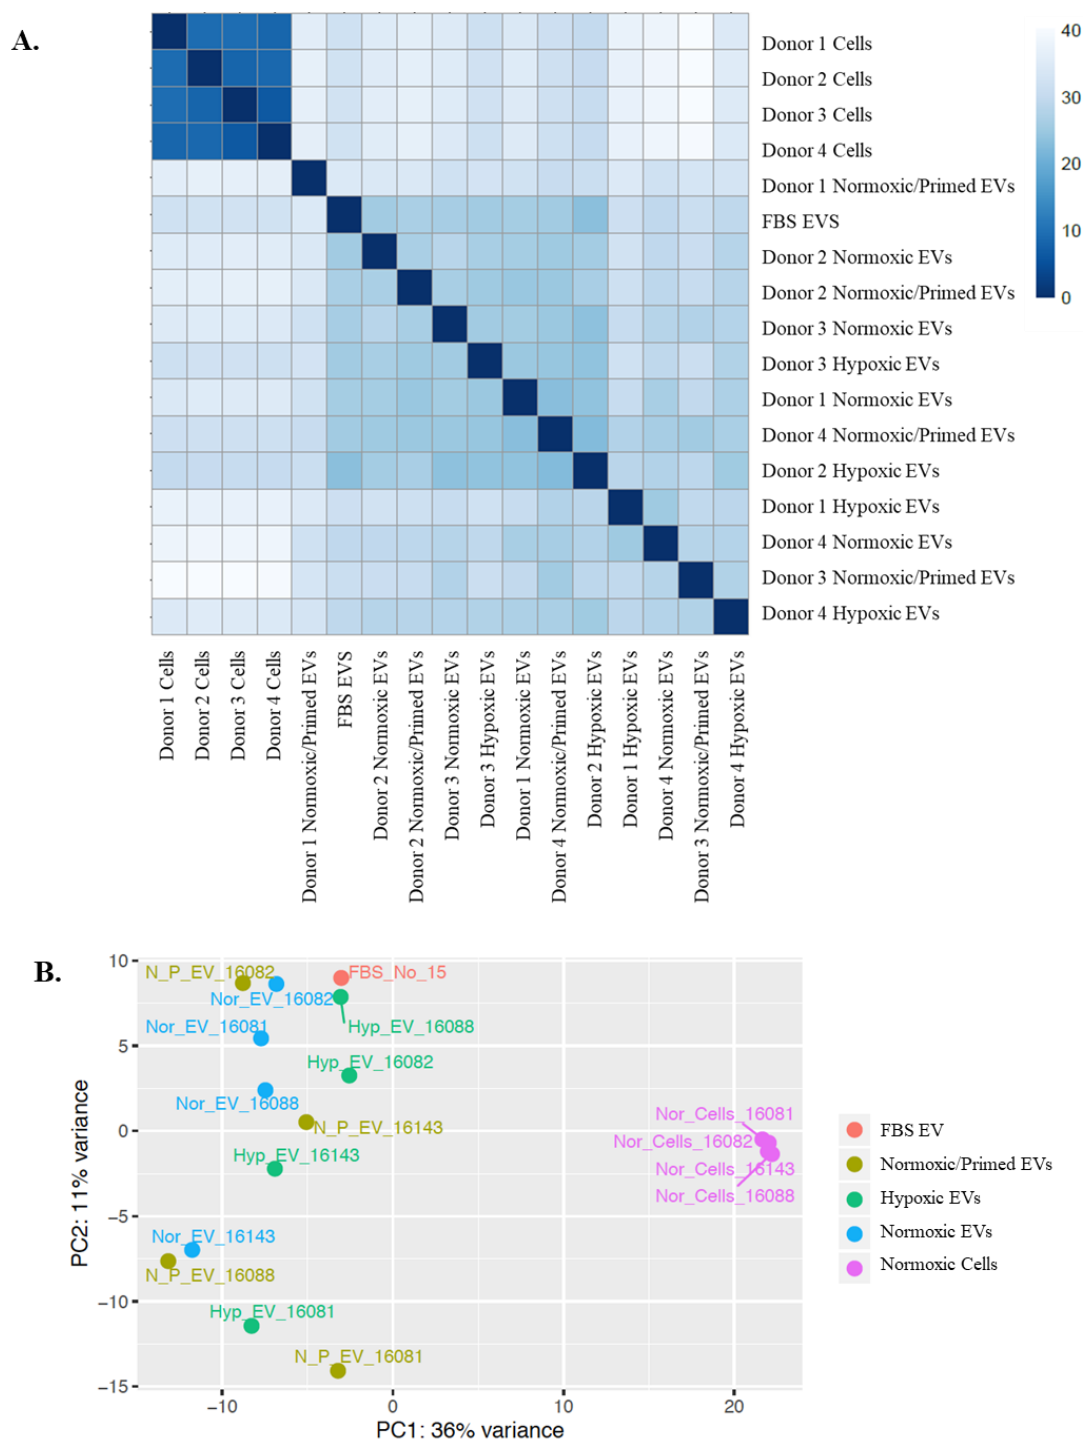 A.
Donor 1 Cells
Donor 2 Cells
Donor 3 Cells
Donor 4 Cells
Donor 1 Normoxic/Primed EVs
FBS EVS
Donor 2 Normoxic EVs
Donor 2 Normoxic/Primed EVs
Donor 3 Normoxic EVs
Donor 3 Hypoxic EVs
Donor 1 Normoxic EVs
Donor 4 Normoxic/Primed EVs
Donor 2 Hypoxic EVs
Donor 1 Hypoxic EVs
Donor 4 Normoxic EVs
Donor 3 Normoxic/Primed EVs
Donor 4 Hypoxic EVs
40
30
20
10
0
Donor 1 Cells
Donor 2 Cells
Donor 3 Cells
Donor 4 Cells
Donor 1 Normoxic/Primed EVs
FBS EVS
Donor 2 Normoxic EVs
Donor 2 Normoxic/Primed EVs
Donor 3 Normoxic EVs
Donor 3 Hypoxic EVs
Donor 1 Normoxic EVs
Donor 4 Normoxic/Primed EVs
Donor 2 Hypoxic EVs
Donor 1 Hypoxic EVs
Donor 4 Normoxic EVs
Donor 3 Normoxic/Primed EVs
Donor 4 Hypoxic EVs
B.
PC2: 11% variance
10
5
0
−5
−10
−15
N_P_EV_16082
FBS_No_15
Nor_EV_16082
Nor_EV_16081
Hyp_EV_16088
Hyp_EV_16082
Nor_EV_16088
N_P_EV_16143
Hyp_EV_16143
Nor_EV_16143
N_P_EV_16088
Hyp_EV_16081
N_P_EV_16081
Nor_Cells_16081
Nor_Cells_16082
Nor_Cells_16143
Nor_Cells_16088
−10
0
10
20
PC1: 36% variance
FBS EV
Normoxic/Primed EVs
Hypoxic EVs
Normoxic EVs
Normoxic Cells